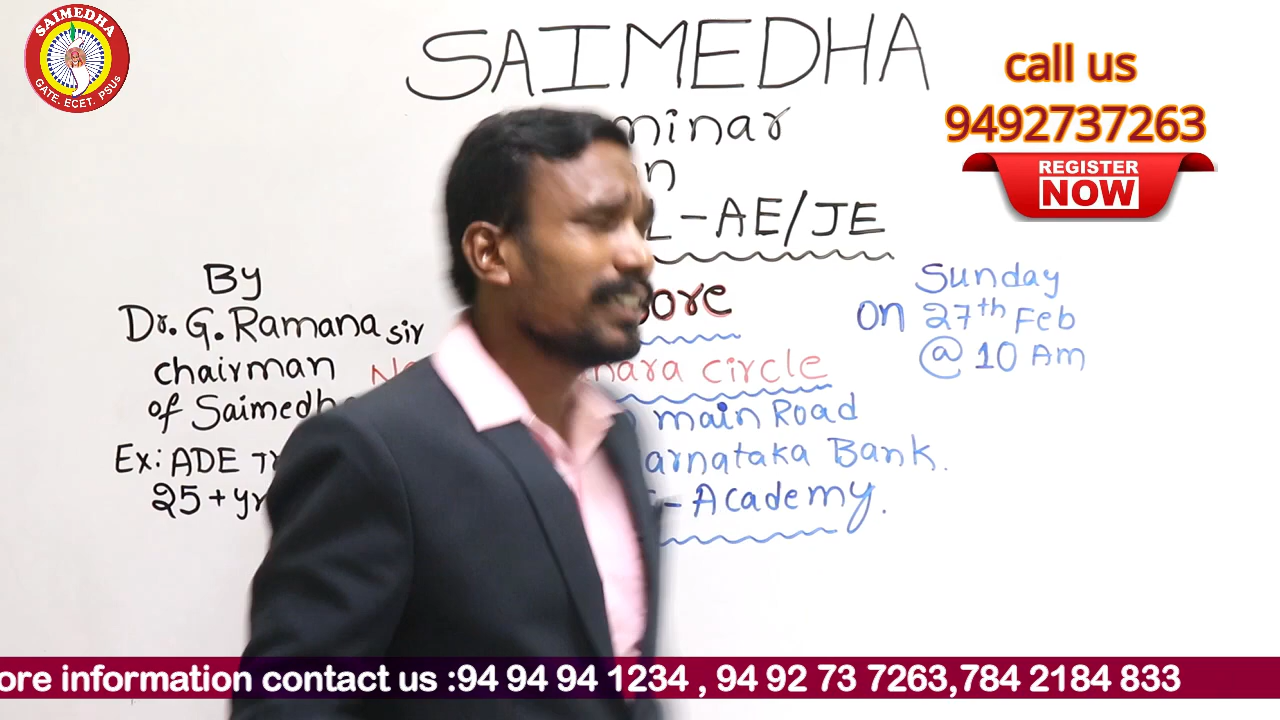 SAIMEDHA
GATE. ECET. PSUs
SAIMEDHA
minar
n
L-AE/JE
ore
circle
main Road
arnataka Bank.
-Academy.
By
Dr. G. Ramana sir
chairman
of Saimedh
Ex: ADE
25+
Sunday
on 27th Feb
@ 10 Am
call us
9492737263
REGISTER
NOW
ore information contact us :94 94 94 1234 , 94 92 73 7263,784 2184 833